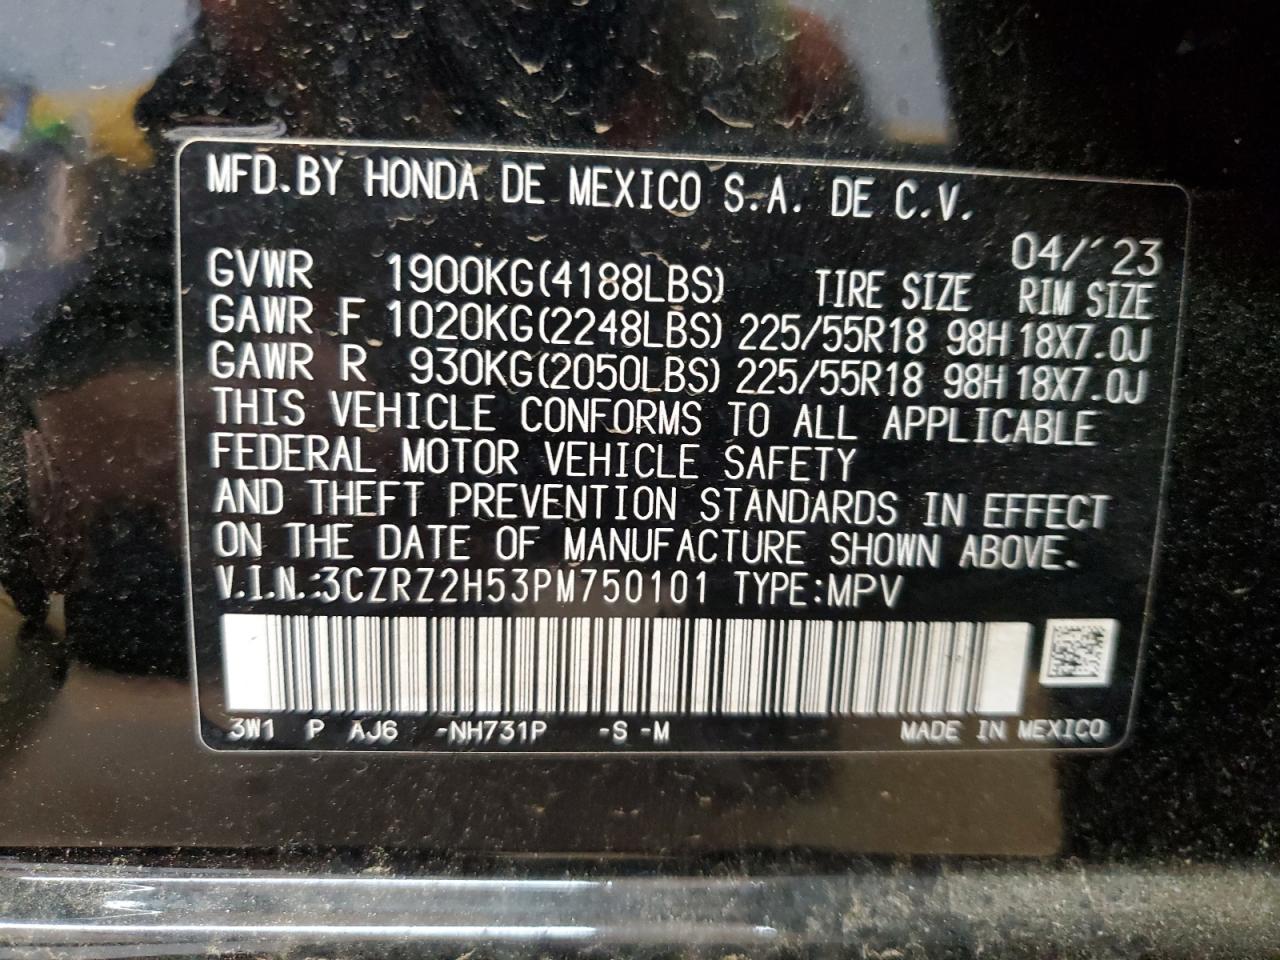 MFD.BY HONDA DE MEXICO S.A. DE C.V.
04/´23
GVWR 1900KG(4188LBS) TIRE SIZE RIM SIZE
GAWR F 1020KG(2248LBS) 225/55R18 98H 18X7.0J
GAWR R 930KG(2050LBS) 225/55R18 98H 18X7.0J
THIS VEHICLE CONFORMS TO ALL APPLICABLE
FEDERAL MOTOR VEHICLE SAFETY
AND THEFT PREVENTION STANDARDS IN EFFECT
ON THE DATE OF MANUFACTURE SHOWN ABOVE.
V.I.N.:3CZRZ2H53PM750101 TYPE:MPV
3W1 P AJ6 -NH731P -S -M MADE IN MEXICO